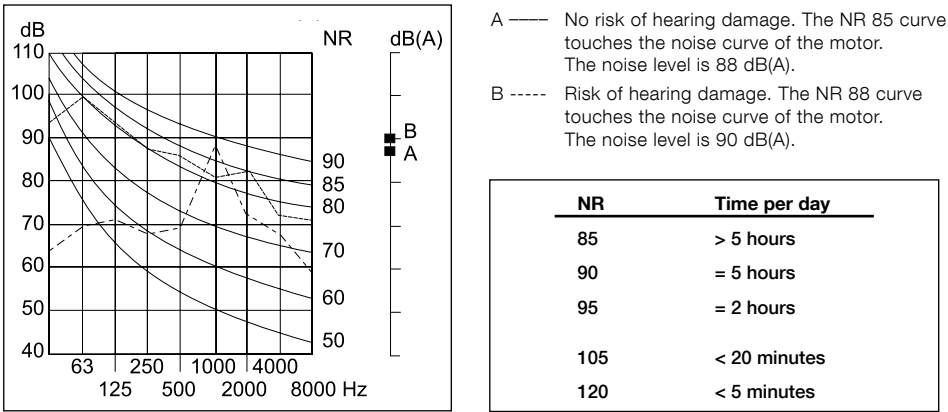 dB
NR
dB(A)
110
100
90
80
70
60
50
40
B
A
90
85
80
70
60
50
63 250 1000 4000
125 500 2000 8000 Hz
A –––– No risk of hearing damage. The NR 85 curve
touches the noise curve of the motor.
The noise level is 88 dB(A).
B ----- Risk of hearing damage. The NR 88 curve
touches the noise curve of the motor.
The noise level is 90 dB(A).
NR Time per day
85 > 5 hours
90 = 5 hours
95 = 2 hours
105 < 20 minutes
120 < 5 minutes